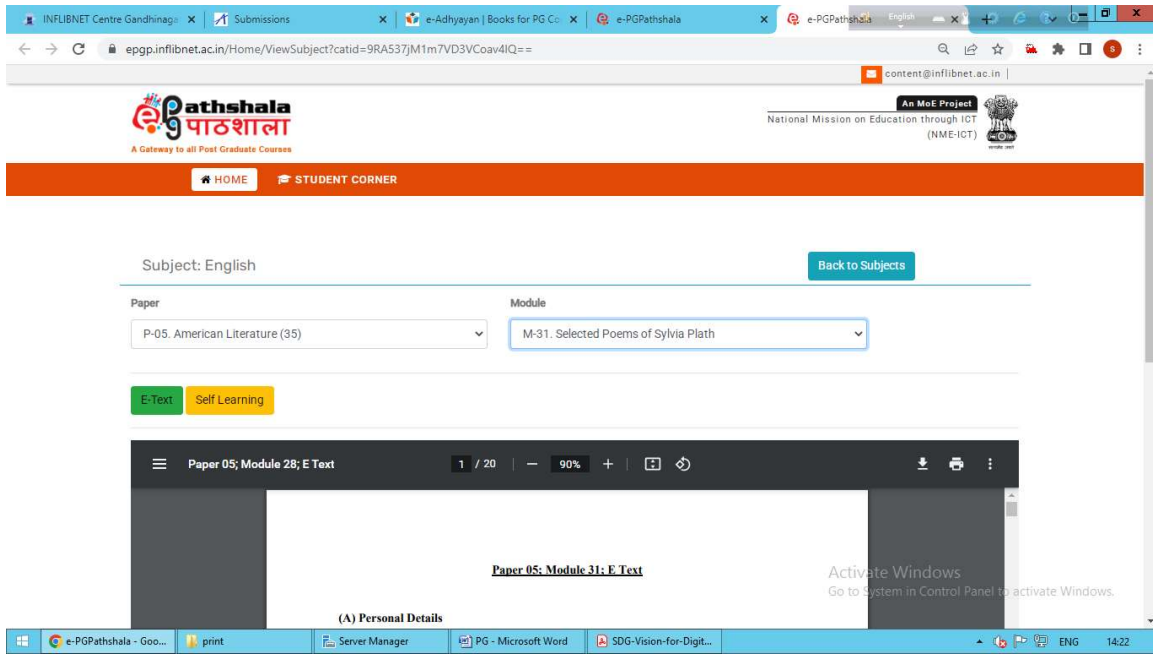 INFLIBNET Centre Gandhinaga
Submissions
e-Adhyayan | Books for PG Co
e-PGPathshala
e-PGPathshala
English
epgp.inflibnet.ac.in/Home/ViewSubject?catid=9RA537jM1m7VD3VCoav4IQ==
content@inflibnet.ac.in |
ePathshala
पाठशाला
A Gateway to all Post Graduate Courses
An MoE Project
National Mission on Education through ICT
(NME-ICT)
HOME
STUDENT CORNER
Subject: English
Back to Subjects
Paper
Module
P-05. American Literature (35)
M-31. Selected Poems of Sylvia Plath
E-Text
Self Learning
Paper 05; Module 28; E Text
1 / 20
90%
Paper 05; Module 31; E Text
Activate Windows
Go to System in Control Panel to activate Windows.
(A) Personal Details
e-PGPathshala - Goo...
print
Server Manager
PG - Microsoft Word
SDG-Vision-for-Digit...
ENG
14:22